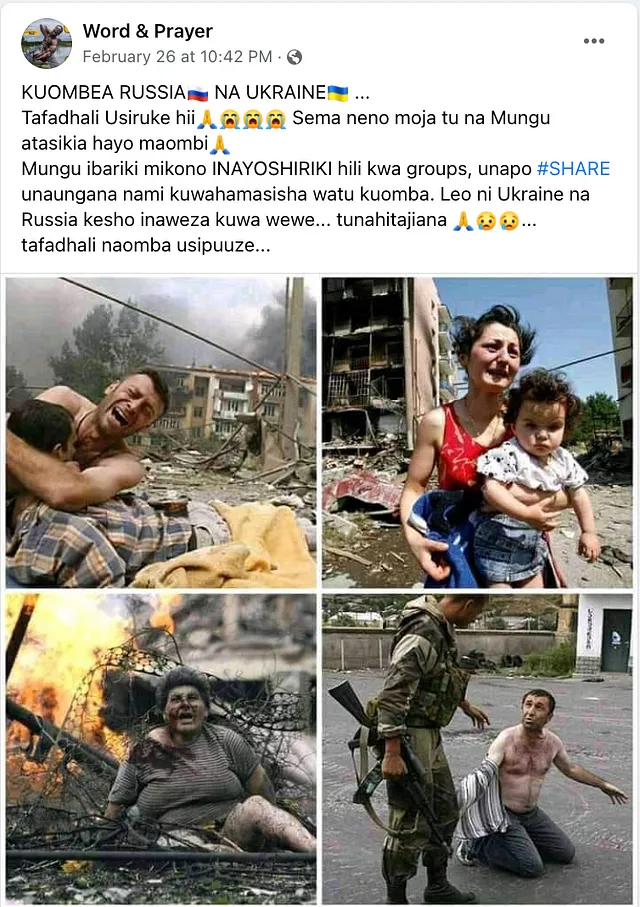 Word & Prayer
February 26 at 10:42 PM ·
KUOMBEA RUSSIA🇷🇺 NA UKRAINE🇺🇦 ...
Tafadhali Usiruke hii🙏😭😭😭 Sema neno moja tu na Mungu
atasikia hayo maombi🙏
Mungu ibariki mikono INAYOSHIRIKI hili kwa groups, unapo #SHARE
unaungana nami kuwahamasisha watu kuomba. Leo ni Ukraine na
Russia kesho inaweza kuwa wewe... tunahitajiana 🙏😢😢...
tafadhali naomba usipuuze...